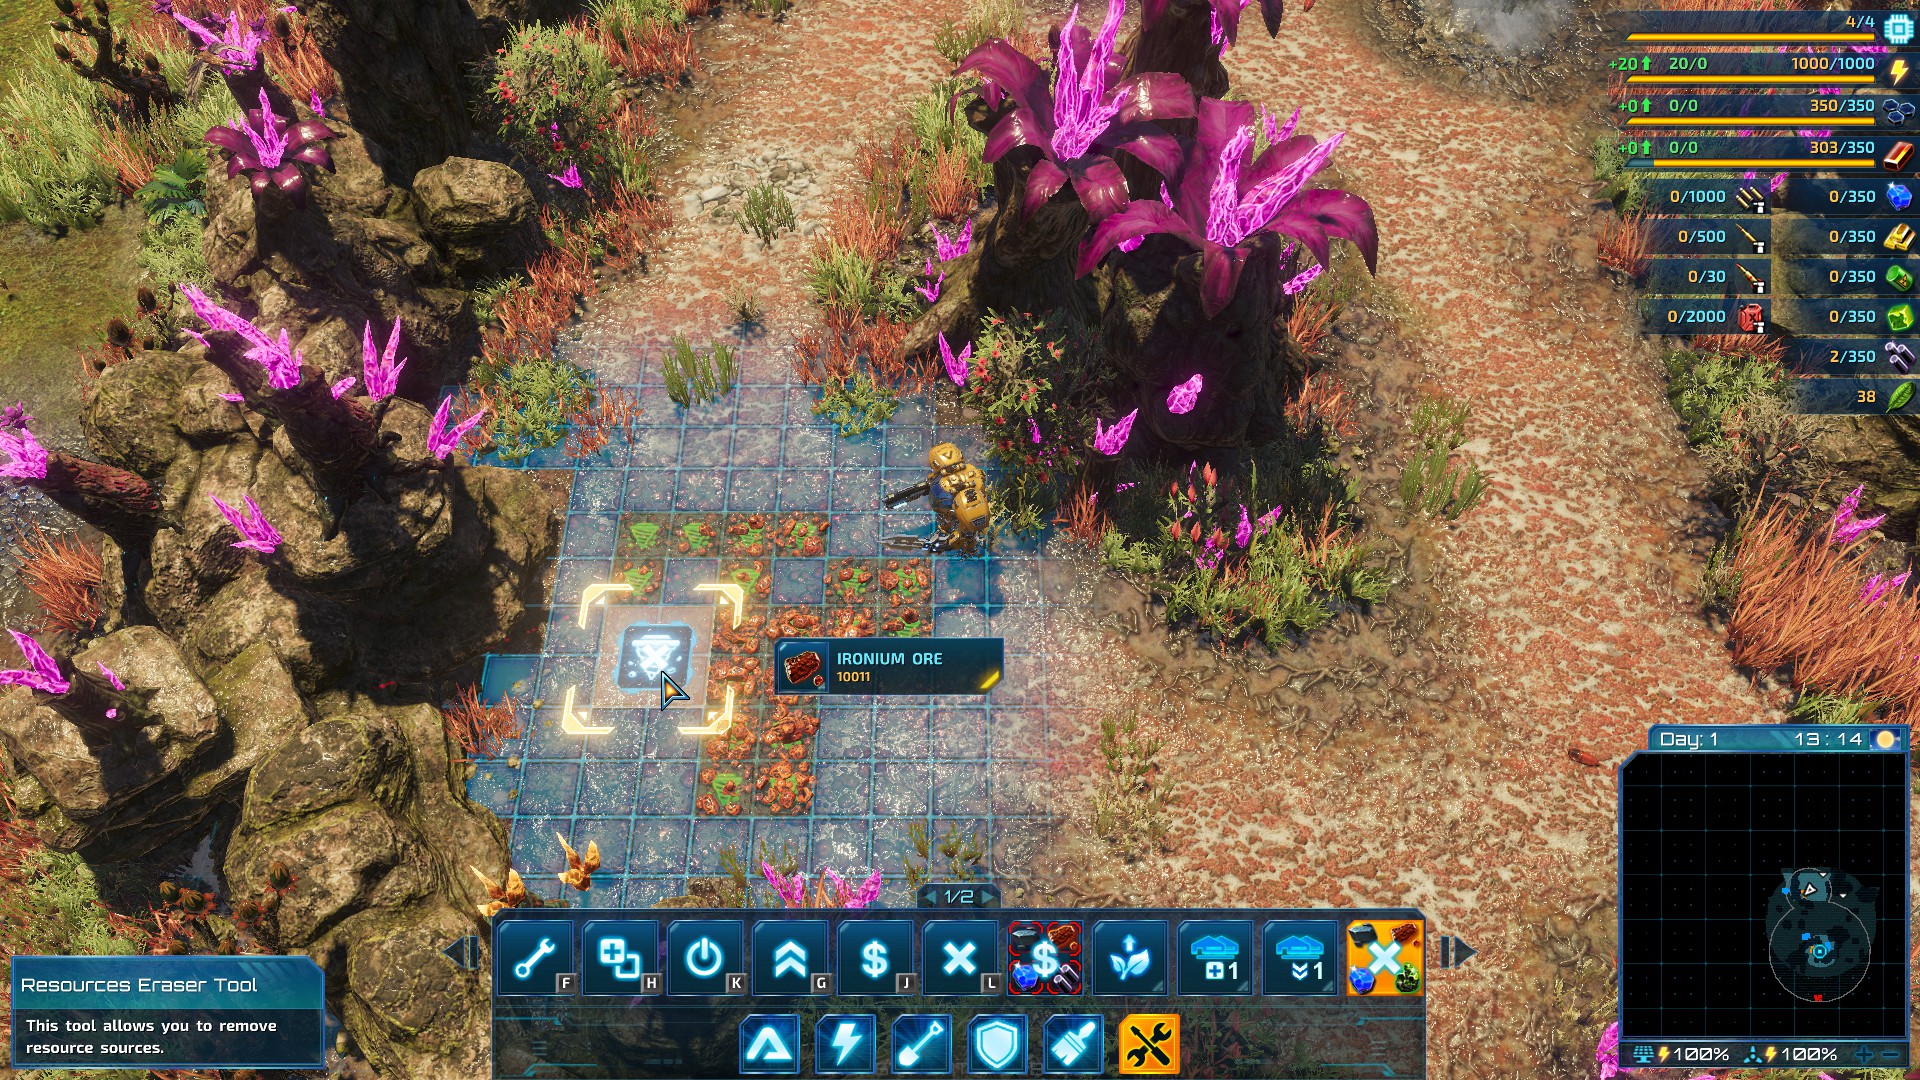 4/4
+20 20/0 1000/1000
+0 0/0 350/350
+0 0/0 303/350
0/1000 0/350
0/500 0/350
0/30 0/350
0/2000 0/350
2/350
38
IRONIUM ORE
10011
Day: 1 13:14
1/2
F H K G J L 1 1
Resources Eraser Tool
This tool allows you to remove
resource sources.
100% 100%